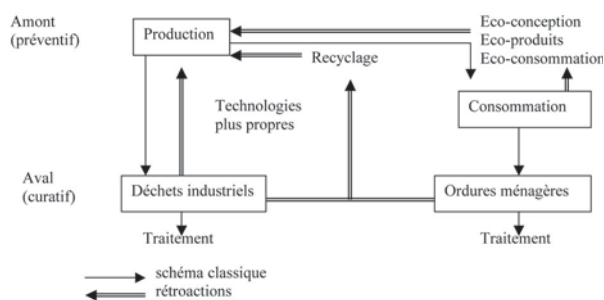 Amont
(préventif)
Production
Eco-conception
Eco-produits
Eco-consommation
Recyclage
Consommation
Technologies
plus propres
Aval
(curatif)
Déchets industriels
Ordures ménagères
Traitement
Traitement
schéma classique
rétroactions